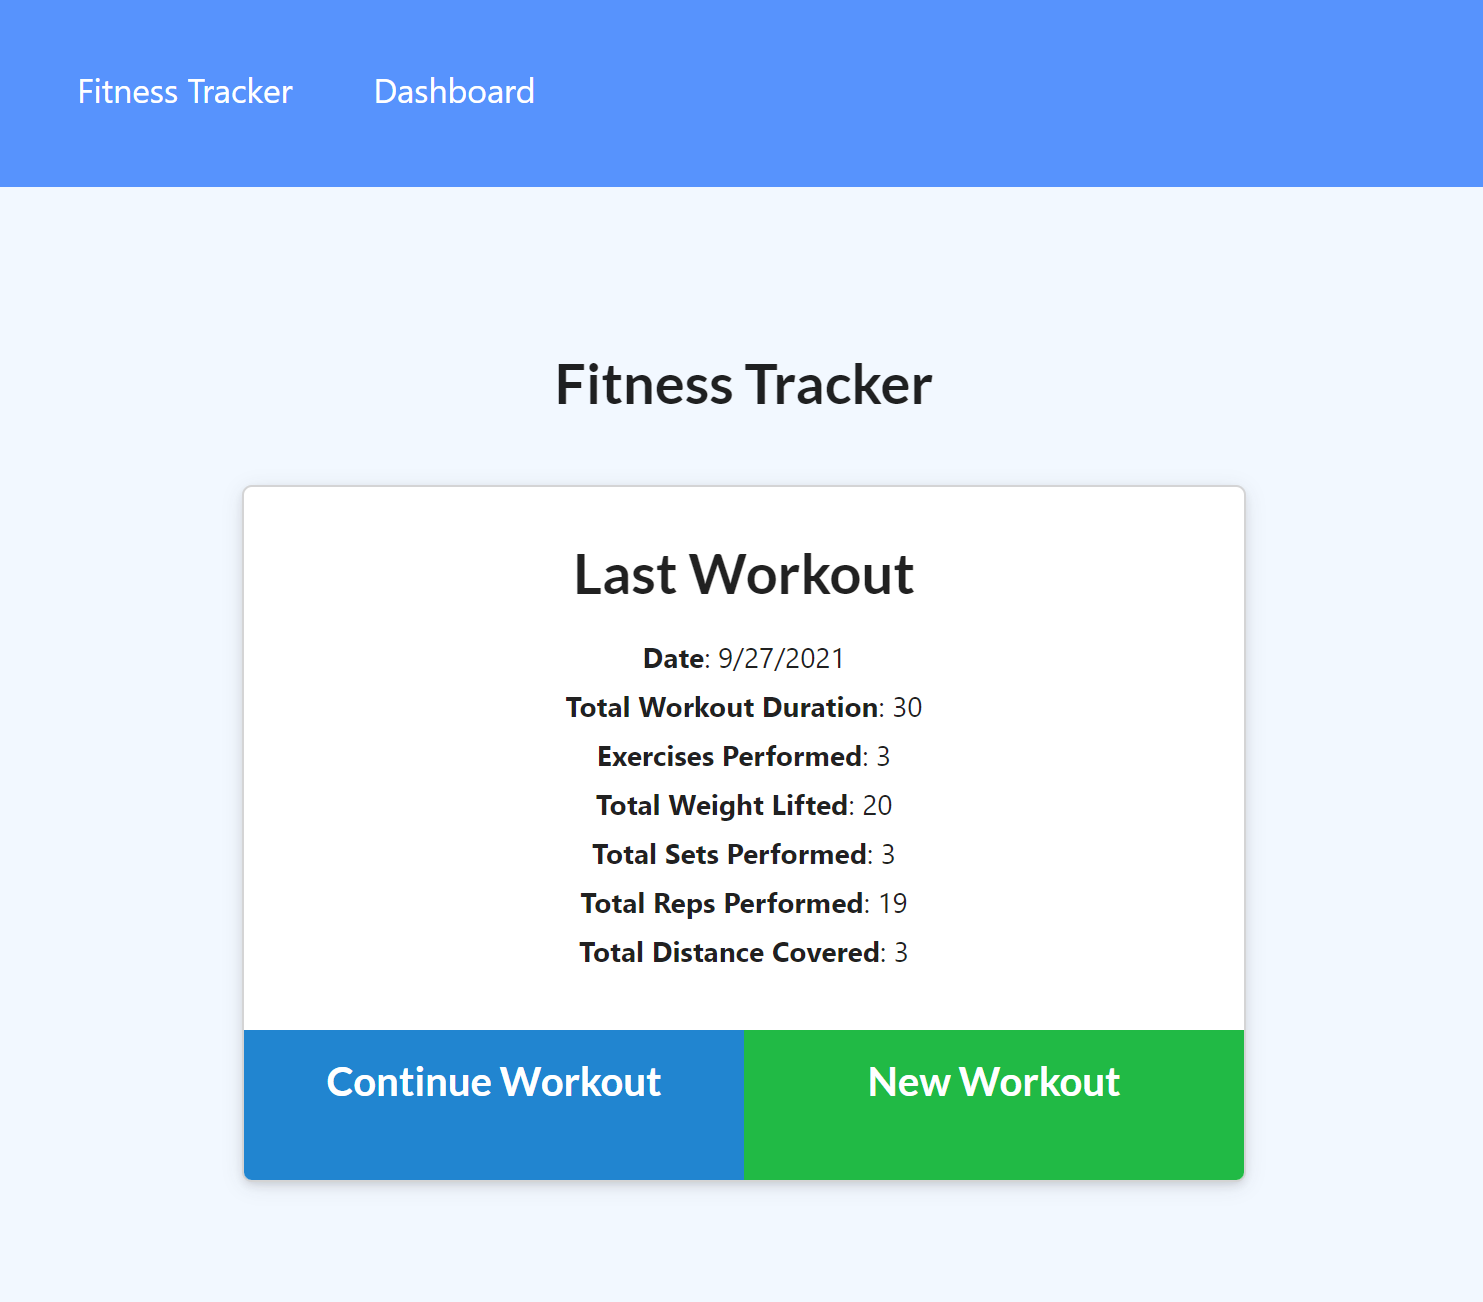 Fitness Tracker Dashboard
Fitness Tracker
Last Workout
Date: 9/27/2021
Total Workout Duration: 30
Exercises Performed: 3
Total Weight Lifted: 20
Total Sets Performed: 3
Total Reps Performed: 19
Total Distance Covered: 3
Continue Workout New Workout